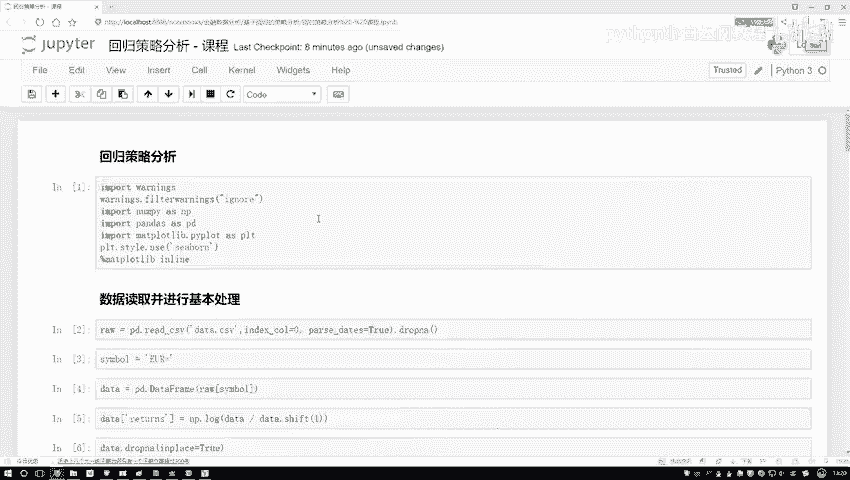 jupyter 回归策略分析 - 课程 Last Checkpoint: 8 minutes ago (unsaved changes)
File Edit View Insert Cell Kernel Widgets Help
Trusted Python 3
Code
回归策略分析
In [1]: import warnings
warnings.filterwarnings("ignore")
import numpy as np
import pandas as pd
import matplotlib.pyplot as plt
plt.style.use('seaborn')
%matplotlib inline
数据读取并进行基本处理
In [2]: raw = pd.read_csv('data.csv',index_col=0, parse_dates=True).dropna()
In [3]: symbol = 'EUR='
In [4]: data = pd.DataFrame(raw[symbol])
In [5]: data['returns'] = np.log(data / data.shift(1))
In [6]: data.dropna(inplace=True)